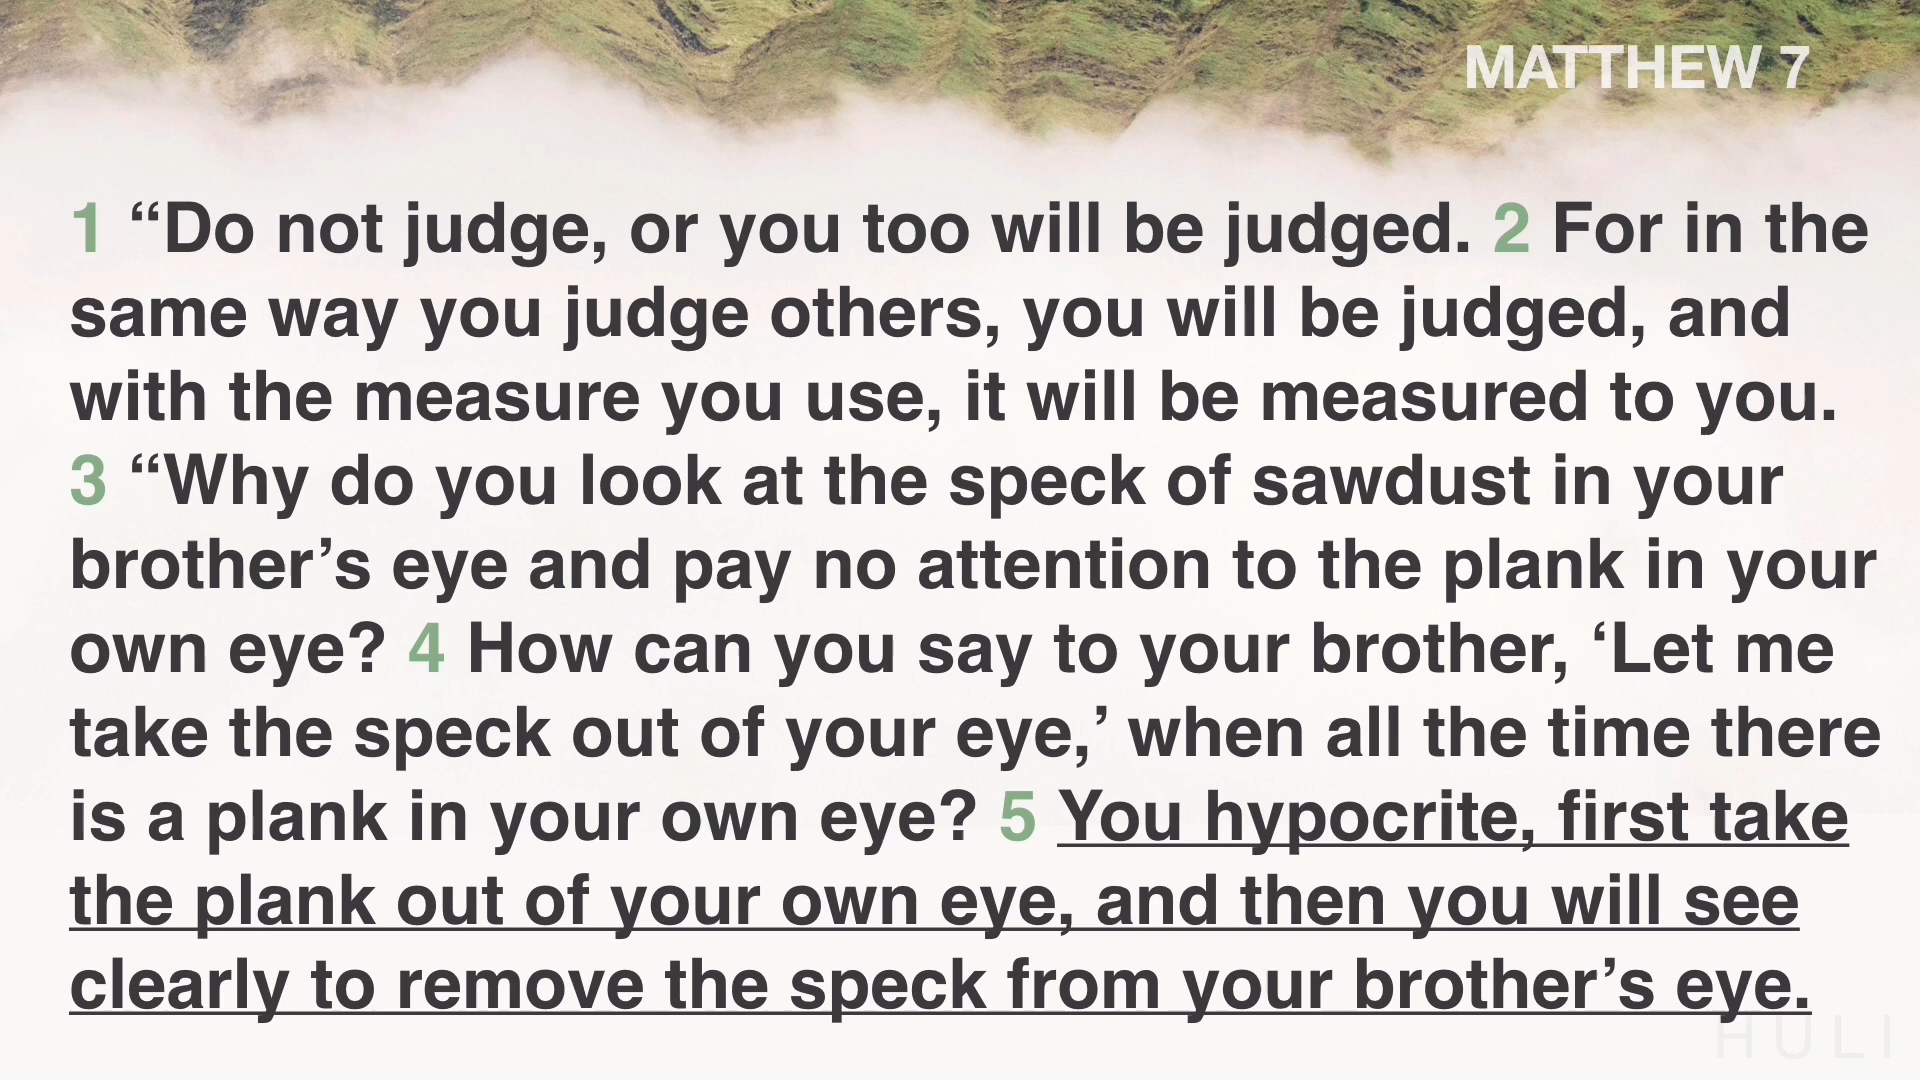 MATTHEW 7
1 “Do not judge, or you too will be judged. 2 For in the
same way you judge others, you will be judged, and
with the measure you use, it will be measured to you.
3 “Why do you look at the speck of sawdust in your
brother’s eye and pay no attention to the plank in your
own eye? 4 How can you say to your brother, ‘Let me
take the speck out of your eye,’ when all the time there
is a plank in your own eye? 5 You hypocrite, first take
the plank out of your own eye, and then you will see
clearly to remove the speck from your brother’s eye.
HULI